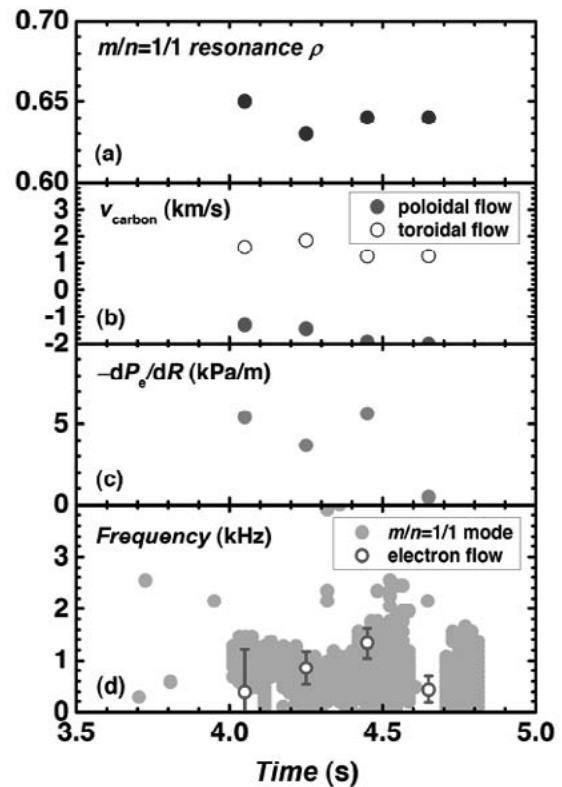 0.70
m/n=1/1 resonance ρ
0.65
(a)
0.60
3
v_carbon (km/s)
poloidal flow
2
toroidal flow
1
0
-1
(b)
-2
−dP_e/dR (kPa/m)
5
(c)
0
Frequency (kHz)
m/n=1/1 mode
3
electron flow
2
1
(d)
0
3.5 4.0 4.5 5.0
Time (s)